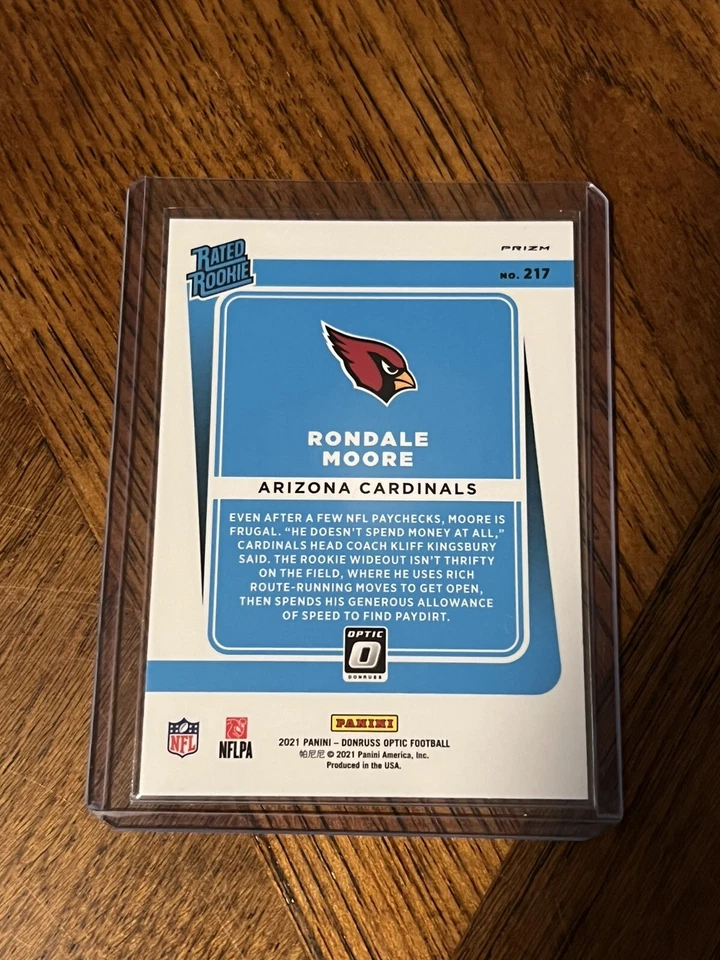 RATED
ROOKIE
PRIZM
NO. 217
RONDALE
MOORE
ARIZONA CARDINALS
EVEN AFTER A FEW NFL PAYCHECKS, MOORE IS
FRUGAL. “HE DOESN'T SPEND MONEY AT ALL,”
CARDINALS HEAD COACH KLIFF KINGSBURY
SAID. THE ROOKIE WIDEOUT ISN'T THRIFTY
ON THE FIELD, WHERE HE USES RICH
ROUTE-RUNNING MOVES TO GET OPEN,
THEN SPENDS HIS GENEROUS ALLOWANCE
OF SPEED TO FIND PAYDIRT.
OPTIC
DONRUSS
NFL
NFLPA
PANINI
2021 PANINI – DONRUSS OPTIC FOOTBALL
帕尼尼 © 2021 Panini America, Inc.
Produced in the USA.